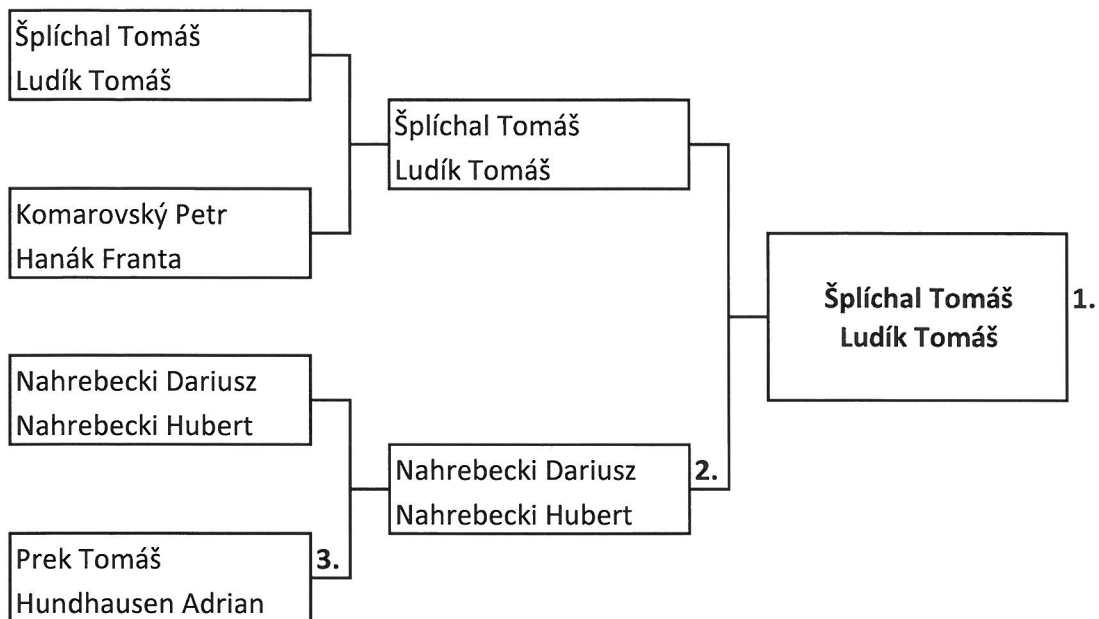 Šplíchal Tomáš
Ludík Tomáš
Komarovský Petr
Hanák Franta
Nahrebecki Dariusz
Nahrebecki Hubert
Prek Tomáš
Hundhausen Adrian
3.
Šplíchal Tomáš
Ludík Tomáš
Nahrebecki Dariusz
Nahrebecki Hubert
2.
Šplíchal Tomáš
Ludík Tomáš
1.